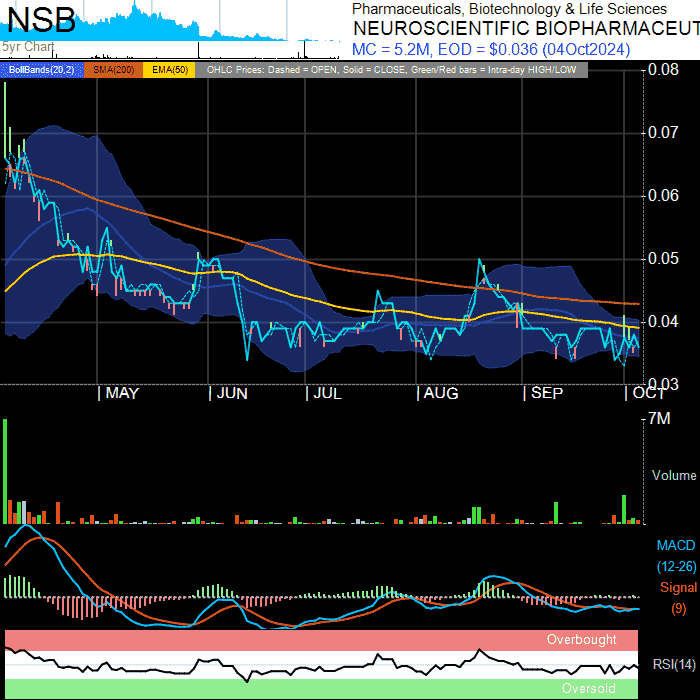 NSB
Pharmaceuticals, Biotechnology & Life Sciences
NEUROSCIENTIFIC BIOPHARMACEUT
MC = 5.2M, EOD = $0.036 (04Oct2024)
5yr Chart
BollBands(20,2) SMA(200) EMA(50) OHLC Prices: Dashed = OPEN, Solid = CLOSE, Green/Red bars = Intra-day HIGH/LOW
0.08
0.07
0.06
0.05
0.04
0.03
MAY JUN JUL AUG SEP OCT
7M
Volume
MACD
(12-26)
Signal
(9)
Overbought
RSI(14)
Oversold